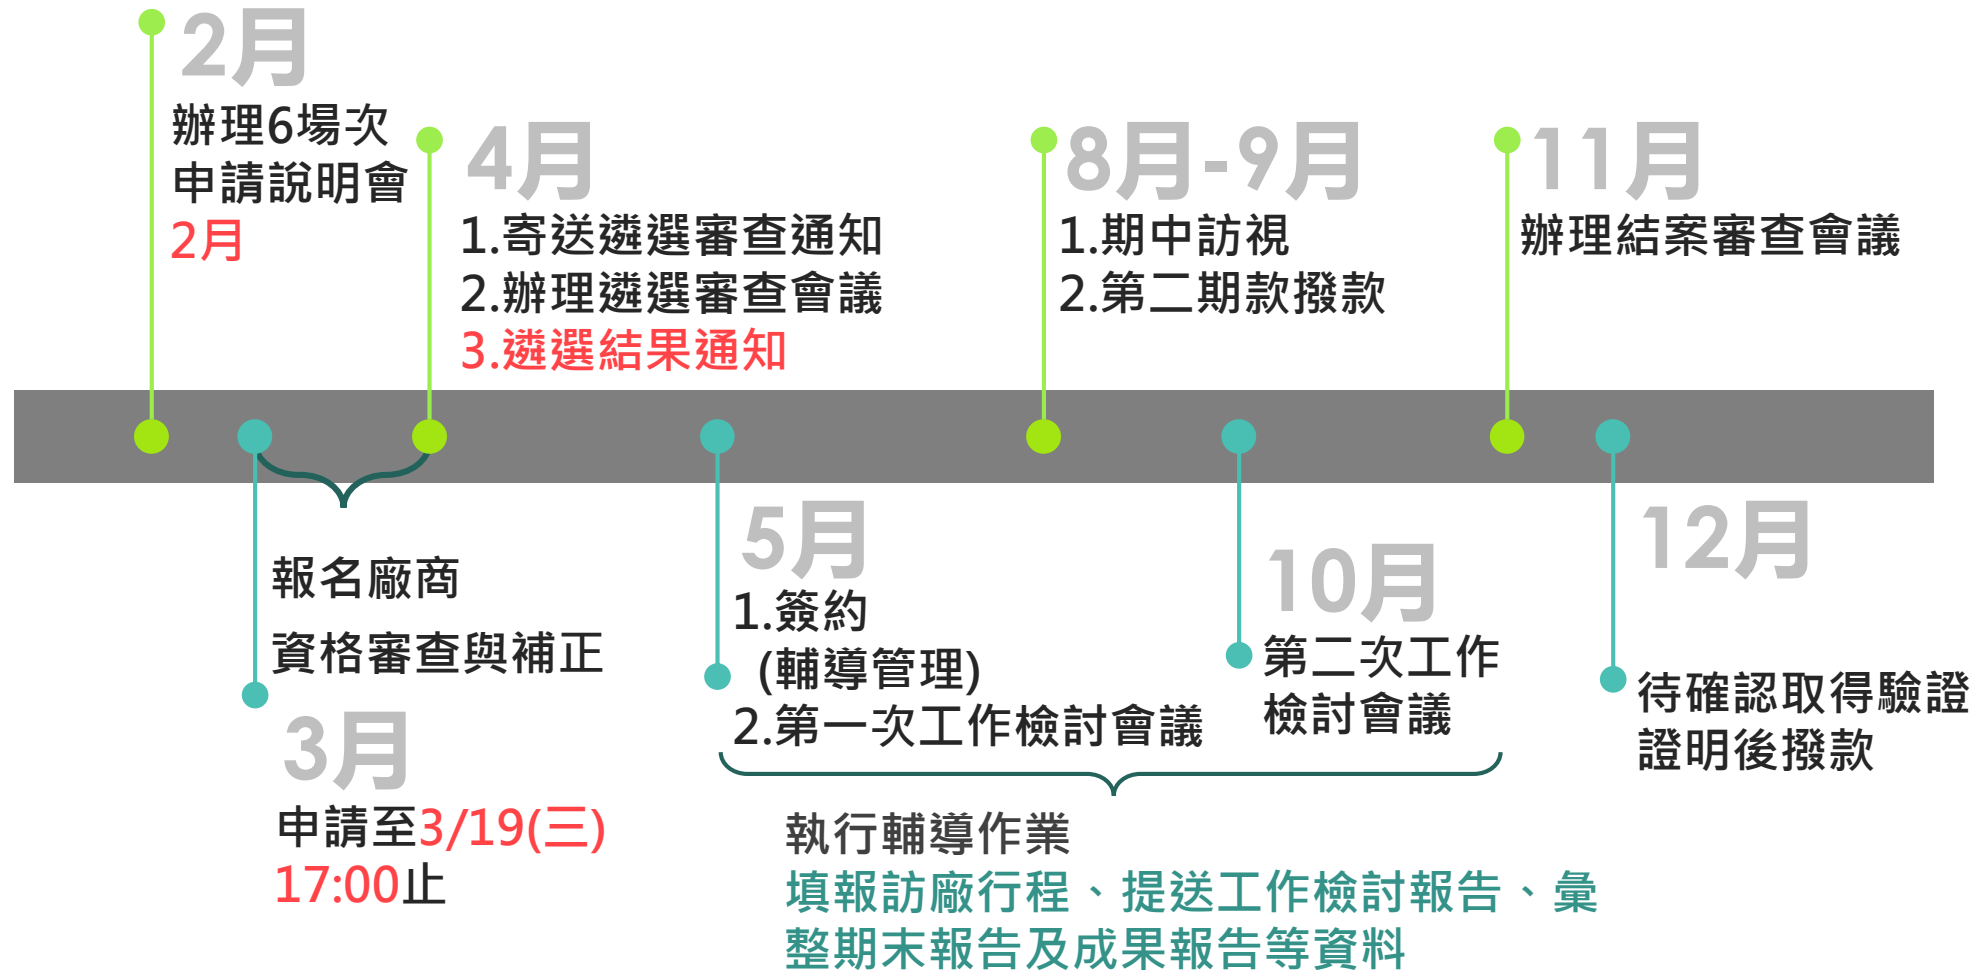 2月
辦理6場次
申請說明會
2月
4月
1.寄送遴選審查通知
2.辦理遴選審查會議
3.遴選結果通知
8月-9月
1.期中訪視
2.第二期款撥款
11月
辦理結案審查會議
報名廠商
資格審查與補正
3月
申請至3/19(三)
17:00止
5月
1.簽約
(輔導管理)
2.第一次工作檢討會議
10月
第二次工作
檢討會議
12月
待確認取得驗證
證明後撥款
執行輔導作業
填報訪廠行程、提送工作檢討報告、彙
整期末報告及成果報告等資料